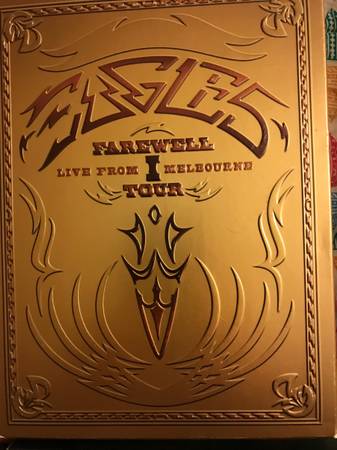 EAGLES
FAREWELL
I
LIVE FROM MELBOURNE
TOUR